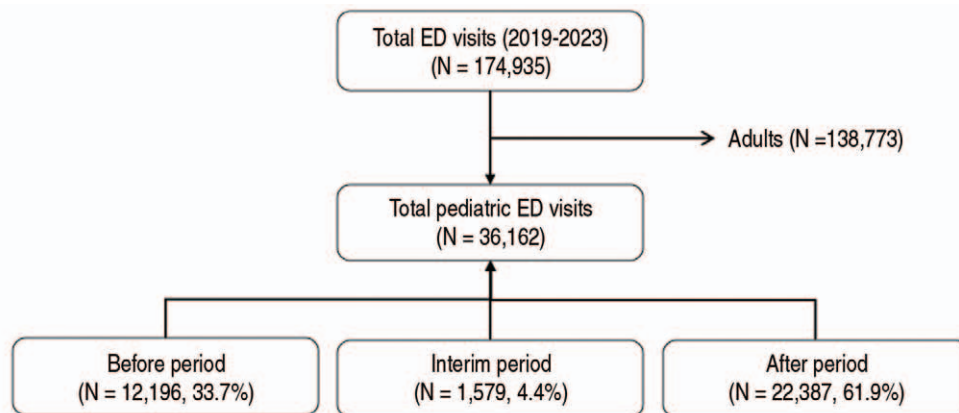 Total ED visits (2019-2023)
(N = 174,935)
Adults (N =138,773)
Total pediatric ED visits
(N = 36,162)
Before period
(N = 12,196, 33.7%)
Interim period
(N = 1,579, 4.4%)
After period
(N = 22,387, 61.9%)